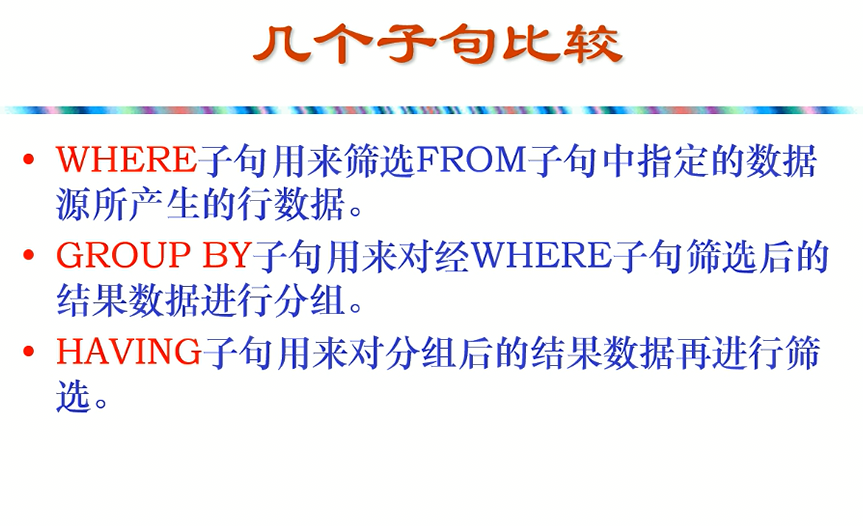 几个子句比较
• WHERE子句用来筛选FROM子句中指定的数据
源所产生的行数据。
• GROUP BY子句用来对经WHERE子句筛选后的
结果数据进行分组。
• HAVING子句用来对分组后的结果数据再进行筛
选。